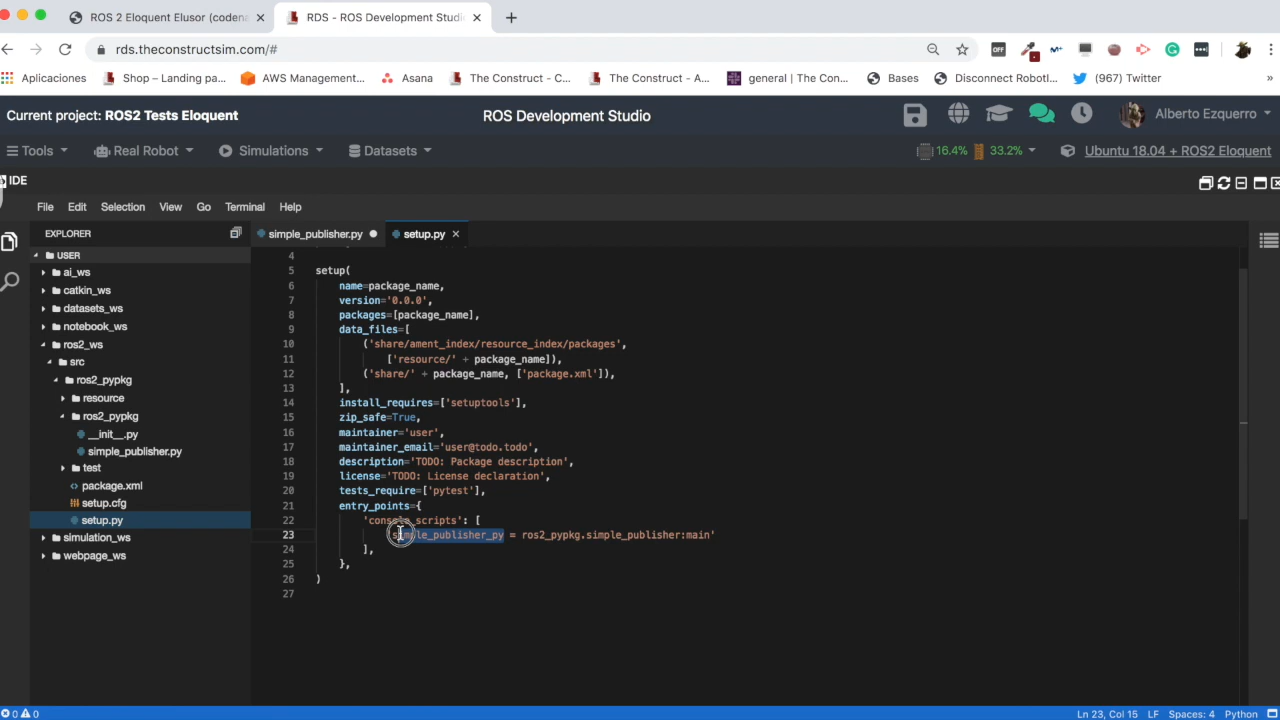 ROS 2 Eloquent Elusor (codena
RDS - ROS Development Studi
rds.theconstructsim.com/#
OFF
Aplicaciones
Shop – Landing pa...
AWS Management...
Asana
The Construct - C...
The Construct - A...
general | The Con...
Bases
Disconnect Robotl...
(967) Twitter
»
Current project: ROS2 Tests Eloquent
ROS Development Studio
Alberto Ezquerro
Tools
Real Robot
Simulations
Datasets
16.4%
33.2%
Ubuntu 18.04 + ROS2 Eloquent
IDE
File Edit Selection View Go Terminal Help
EXPLORER
simple_publisher.py
setup.py
USER
ai_ws
catkin_ws
datasets_ws
notebook_ws
ros2_ws
src
ros2_pypkg
resource
ros2_pypkg
__init__.py
simple_publisher.py
test
package.xml
setup.cfg
setup.py
simulation_ws
webpage_ws
4
5 setup(
6 name=package_name,
7 version='0.0.0',
8 packages=[package_name],
9 data_files=[
10 ('share/ament_index/resource_index/packages',
11 ['resource/' + package_name]),
12 ('share/' + package_name, ['package.xml']),
13 ],
14 install_requires=['setuptools'],
15 zip_safe=True,
16 maintainer='user',
17 maintainer_email='user@todo.todo',
18 description='TODO: Package description',
19 license='TODO: License declaration',
20 tests_require=['pytest'],
21 entry_points={
22 'console_scripts': [
23 'simple_publisher_py = ros2_pypkg.simple_publisher:main'
24 ],
25 },
26 )
27
0 0
Ln 23, Col 15 LF Spaces: 4 Python